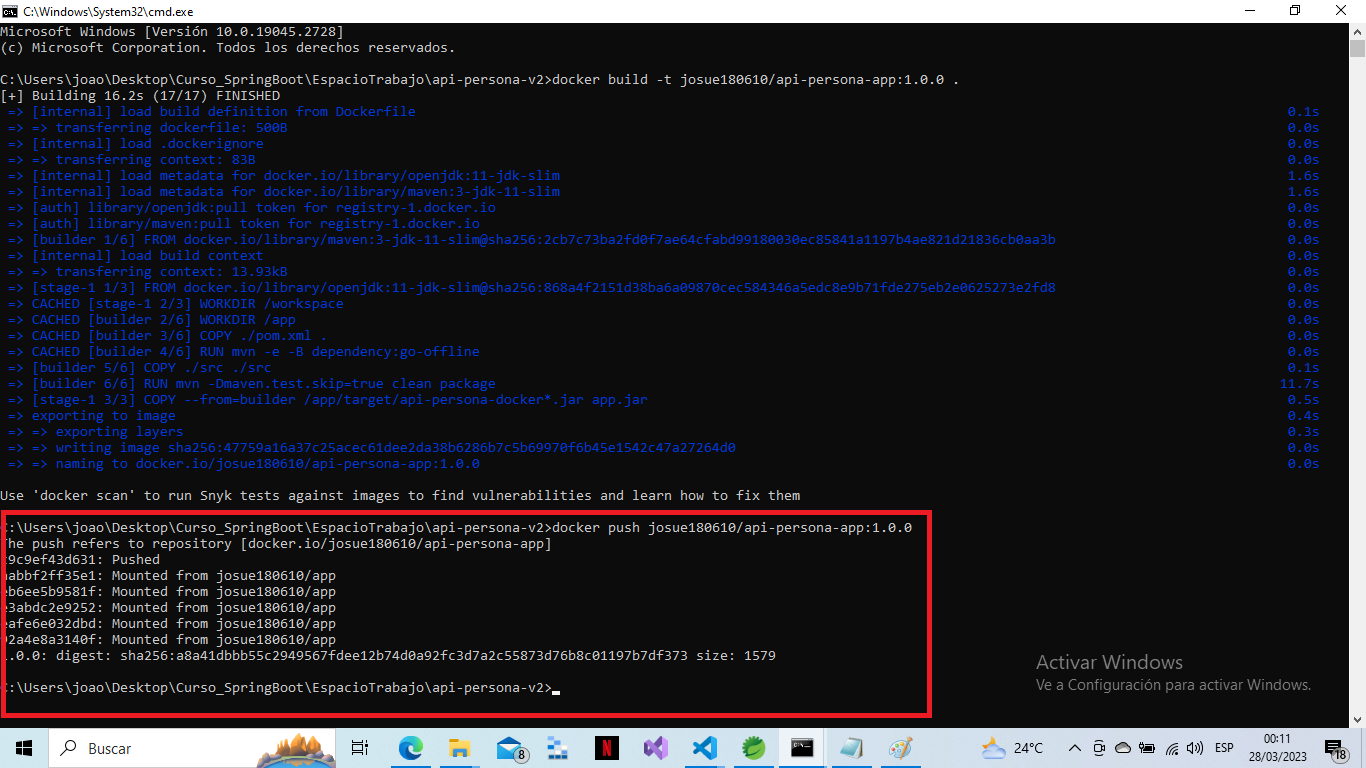 C:\Windows\System32\cmd.exe
Microsoft Windows [Versión 10.0.19045.2728]
(c) Microsoft Corporation. Todos los derechos reservados.
C:\Users\joao\Desktop\Curso_SpringBoot\EspacioTrabajo\api-persona-v2>docker build -t josue180610/api-persona-app:1.0.0 .
[+] Building 16.2s (17/17) FINISHED
=> [internal] load build definition from Dockerfile 0.1s
=> => transferring dockerfile: 500B 0.0s
=> [internal] load .dockerignore 0.0s
=> => transferring context: 83B 0.0s
=> [internal] load metadata for docker.io/library/openjdk:11-jdk-slim 1.6s
=> [internal] load metadata for docker.io/library/maven:3-jdk-11-slim 1.6s
=> [auth] library/openjdk:pull token for registry-1.docker.io 0.0s
=> [auth] library/maven:pull token for registry-1.docker.io 0.0s
=> [builder 1/6] FROM docker.io/library/maven:3-jdk-11-slim@sha256:2cb7c73ba2fd0f7ae64cfabd99180030ec85841a1197b4ae821d21836cb0aa3b 0.0s
=> [internal] load build context 0.0s
=> => transferring context: 13.93kB 0.0s
=> [stage-1 1/3] FROM docker.io/library/openjdk:11-jdk-slim@sha256:868a4f2151d38ba6a09870cec584346a5edc8e9b71fde275eb2e0625273e2fd8 0.0s
=> CACHED [stage-1 2/3] WORKDIR /workspace 0.0s
=> CACHED [builder 2/6] WORKDIR /app 0.0s
=> CACHED [builder 3/6] COPY ./pom.xml . 0.0s
=> CACHED [builder 4/6] RUN mvn -e -B dependency:go-offline 0.0s
=> [builder 5/6] COPY ./src ./src 0.1s
=> [builder 6/6] RUN mvn -Dmaven.test.skip=true clean package 11.7s
=> [stage-1 3/3] COPY --from=builder /app/target/api-persona-docker*.jar app.jar 0.5s
=> exporting to image 0.4s
=> => exporting layers 0.3s
=> => writing image sha256:47759a16a37c25acec61dee2da38b6286b7c5b69970f6b45e1542c47a27264d0 0.0s
=> => naming to docker.io/josue180610/api-persona-app:1.0.0 0.0s
Use 'docker scan' to run Snyk tests against images to find vulnerabilities and learn how to fix them
C:\Users\joao\Desktop\Curso_SpringBoot\EspacioTrabajo\api-persona-v2>docker push josue180610/api-persona-app:1.0.0
The push refers to repository [docker.io/josue180610/api-persona-app]
Pushed
Mounted from josue180610/app
Mounted from josue180610/app
Mounted from josue180610/app
Mounted from josue180610/app
Mounted from josue180610/app
1.0.0: digest: sha256:a8a41dbbb55c2949567fdee12b74d0a92fc3d7a2c55873d76b8c01197b7df373 size: 1579
C:\Users\joao\Desktop\Curso_SpringBoot\EspacioTrabajo\api-persona-v2>
Activar Windows
Ve a Configuración para activar Windows.
Buscar
8
N
24°C
ESP
00:11
28/03/2023
18